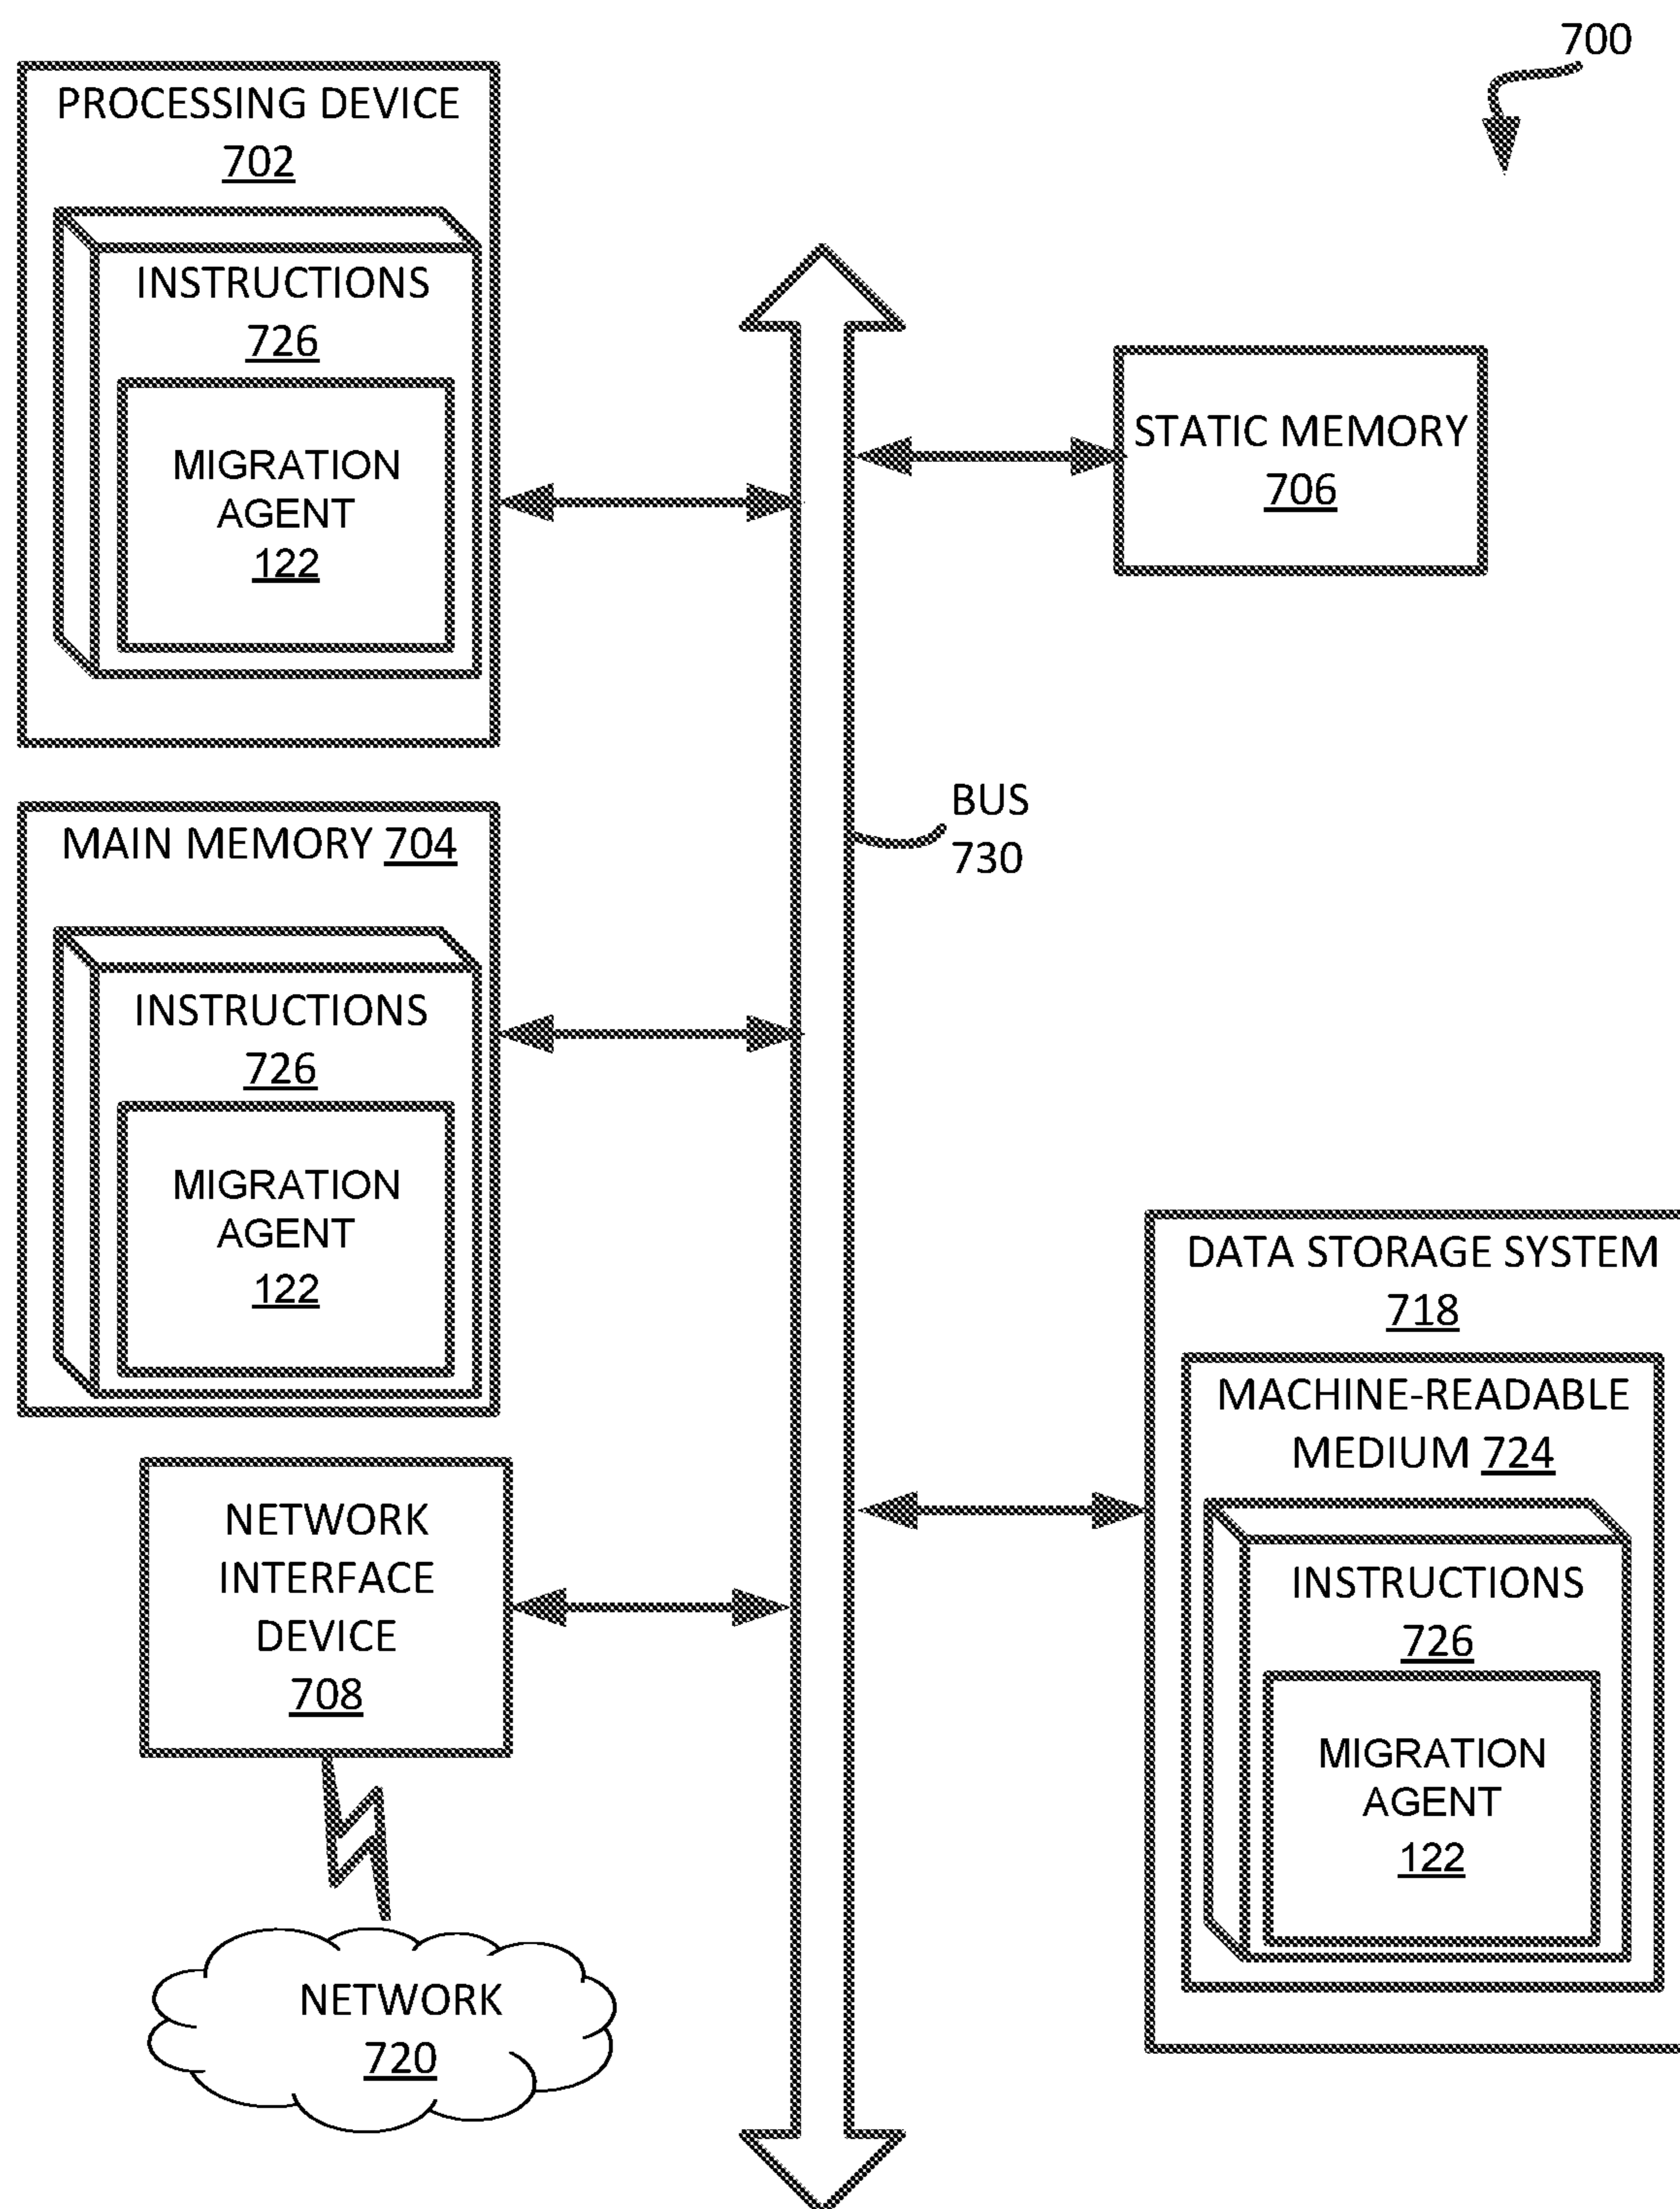 700
PROCESSING DEVICE
702
INSTRUCTIONS
726
MIGRATION
AGENT
122
STATIC MEMORY
706
BUS
730
MAIN MEMORY 704
INSTRUCTIONS
726
MIGRATION
AGENT
122
DATA STORAGE SYSTEM
718
MACHINE-READABLE
MEDIUM 724
INSTRUCTIONS
726
MIGRATION
AGENT
122
NETWORK
INTERFACE
DEVICE
708
NETWORK
720